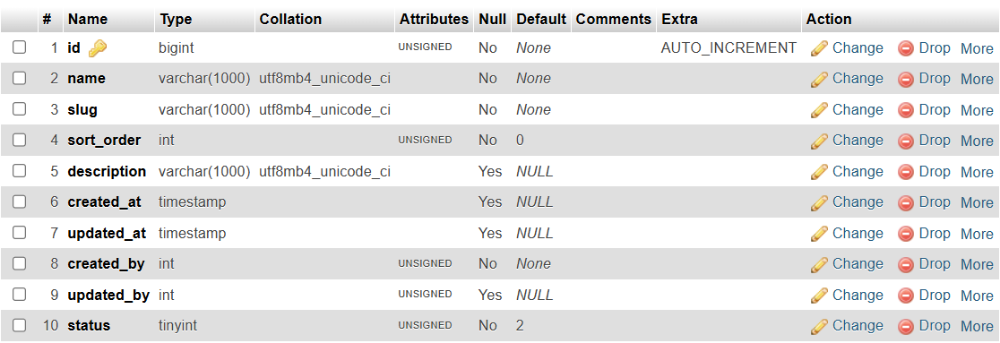 # Name Type Collation Attributes Null Default Comments Extra Action
1 id bigint UNSIGNED No None AUTO_INCREMENT Change Drop More
2 name varchar(1000) utf8mb4_unicode_ci No None Change Drop More
3 slug varchar(1000) utf8mb4_unicode_ci No None Change Drop More
4 sort_order int UNSIGNED No 0 Change Drop More
5 description varchar(1000) utf8mb4_unicode_ci Yes NULL Change Drop More
6 created_at timestamp Yes NULL Change Drop More
7 updated_at timestamp Yes NULL Change Drop More
8 created_by int UNSIGNED No None Change Drop More
9 updated_by int UNSIGNED Yes NULL Change Drop More
10 status tinyint UNSIGNED No 2 Change Drop More